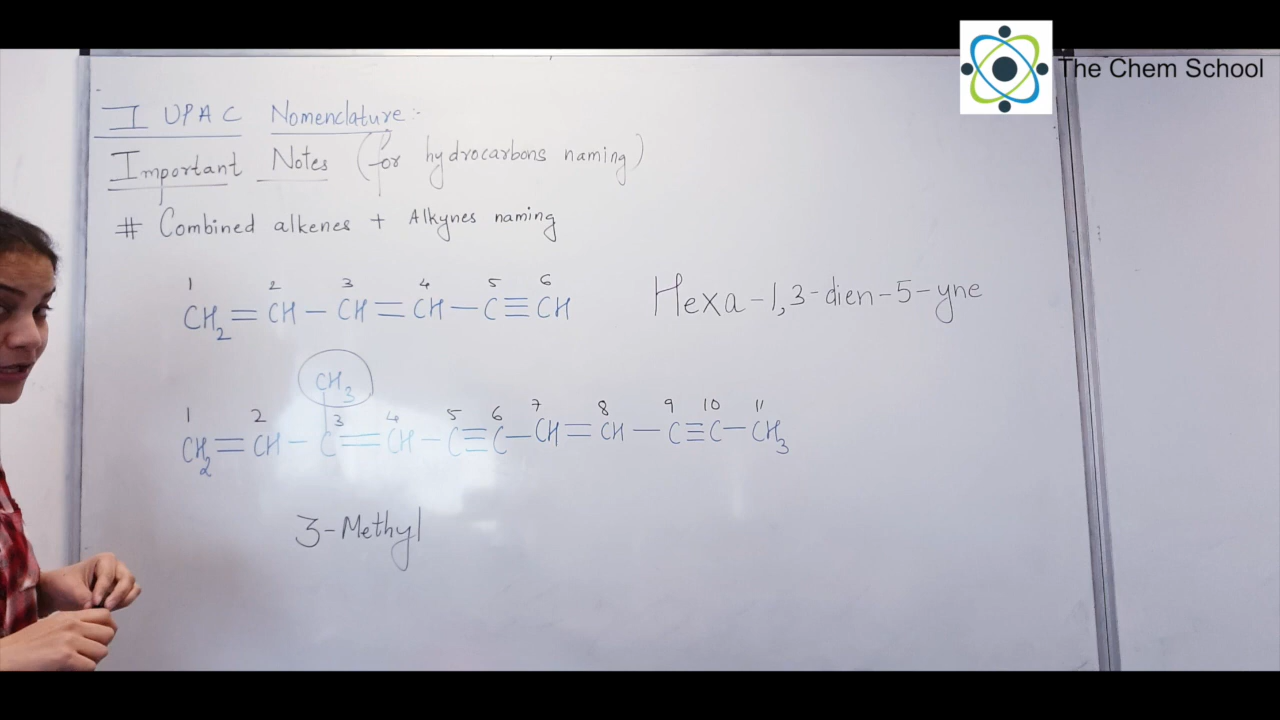 The Chem School
IUPAC Nomenclature:-
Important Notes (for hydrocarbons naming)
# Combined alkenes + Alkynes naming
1 2 3 4 5 6
CH2=CH-CH=CH-C≡CH Hexa-1,3-dien-5-yne
CH3
1 2 3 4 5 6 7 8 9 10 11
CH2=CH-C=CH-C≡C-CH=CH-C≡C-CH3
3-Methyl